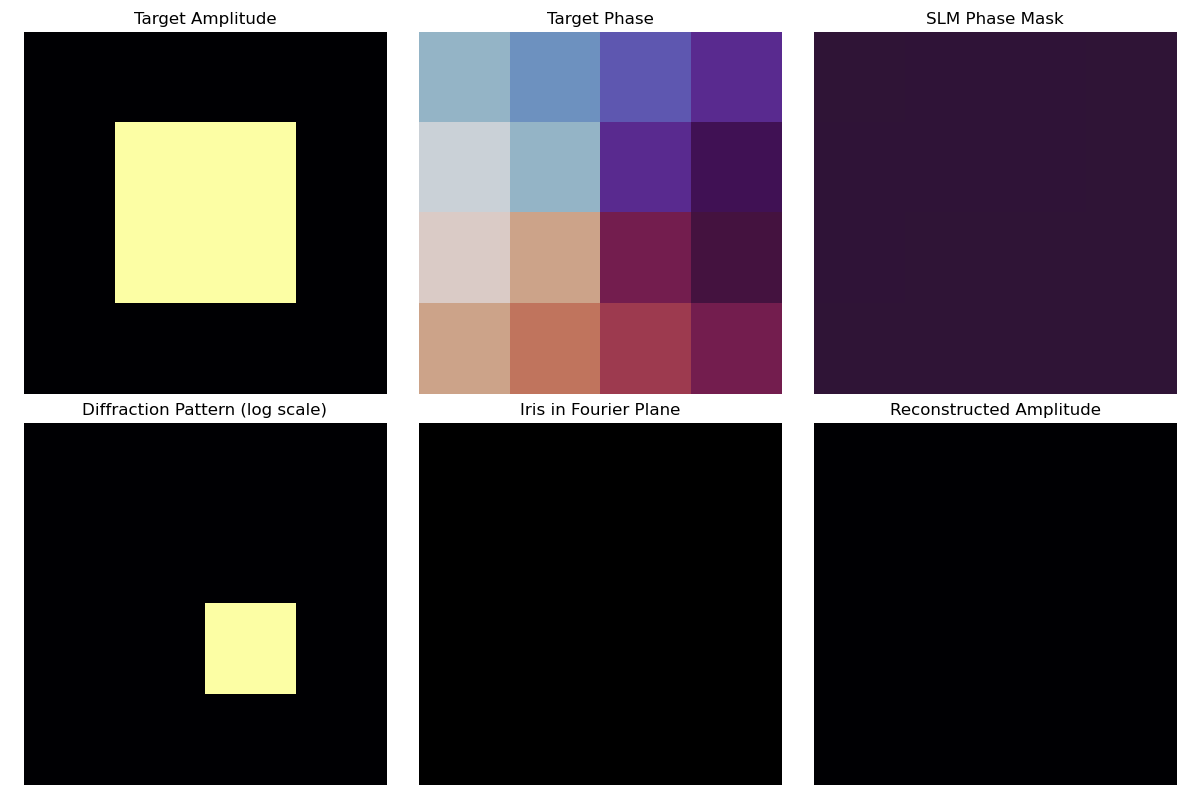 Target Amplitude
Target Phase
SLM Phase Mask
Diffraction Pattern (log scale)
Iris in Fourier Plane
Reconstructed Amplitude